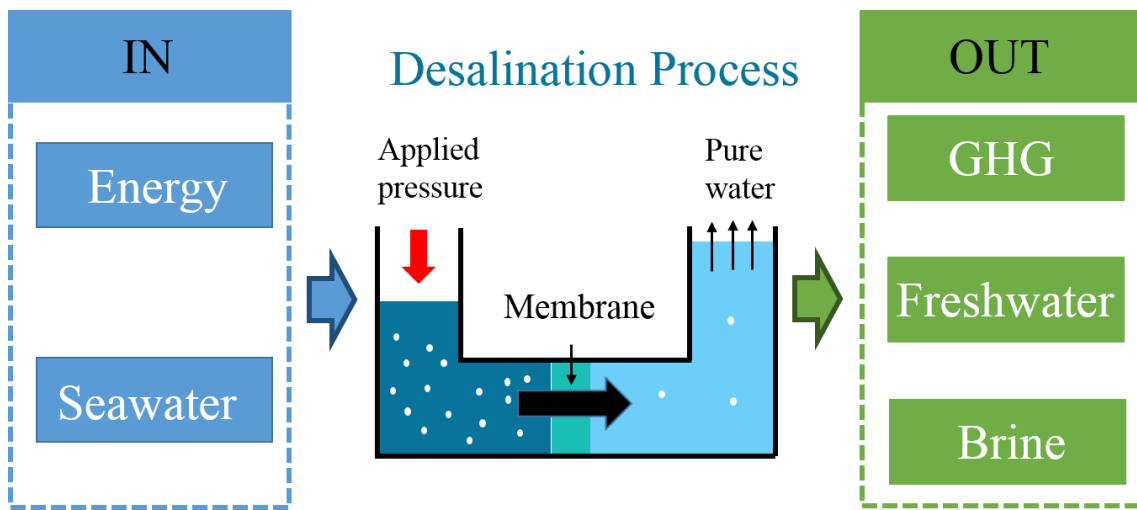 IN
Energy
Seawater
Desalination Process
Applied
pressure
Pure
water
Membrane
OUT
GHG
Freshwater
Brine